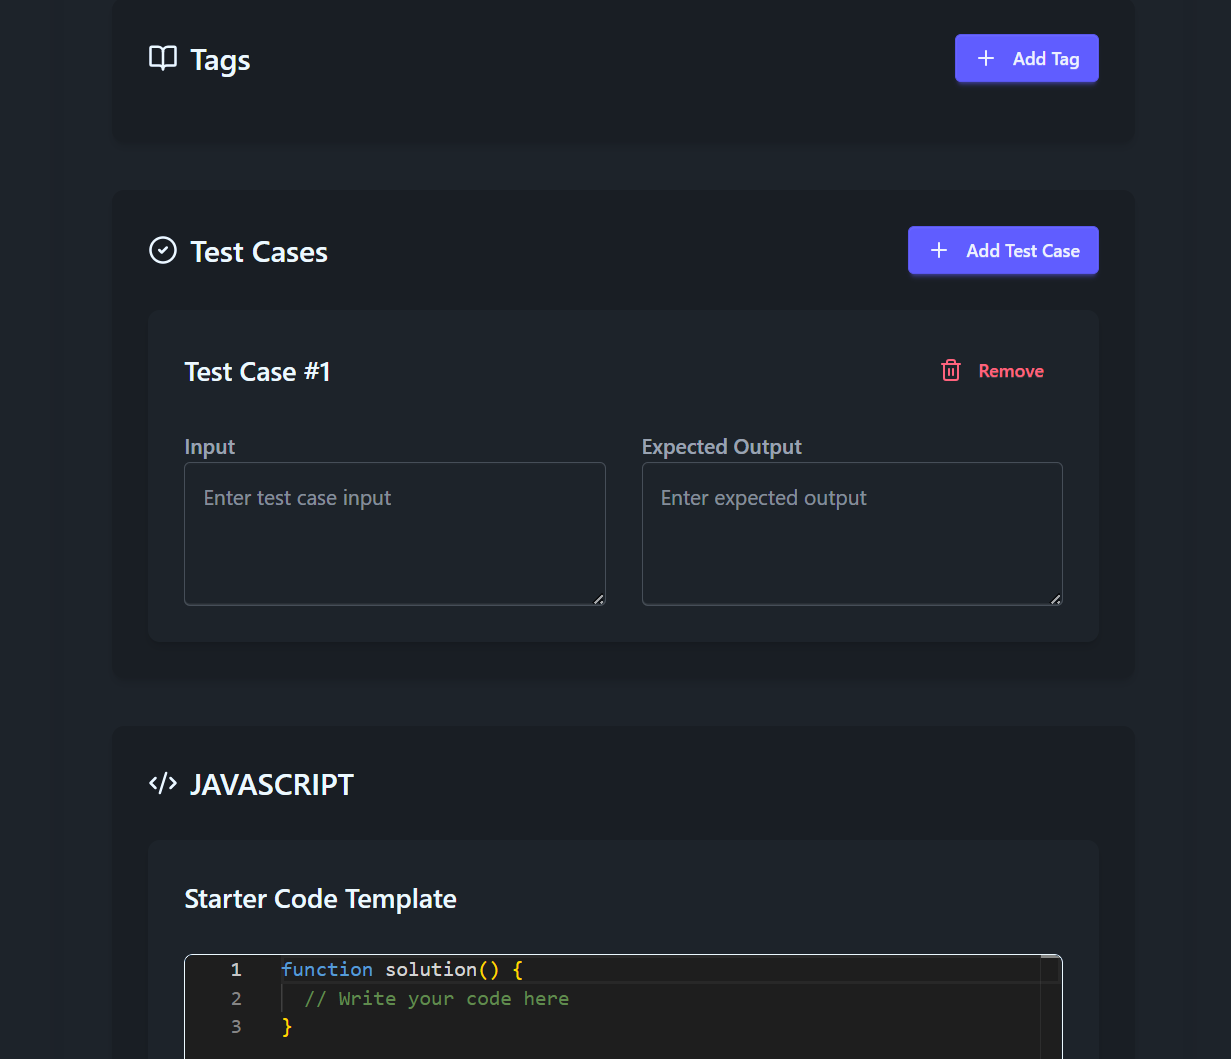 Tags
Add Tag
Test Cases
Add Test Case
Test Case #1
Remove
Input
Expected Output
Enter test case input
Enter expected output
JAVASCRIPT
Starter Code Template
1 function solution() {
2 // Write your code here
3 }